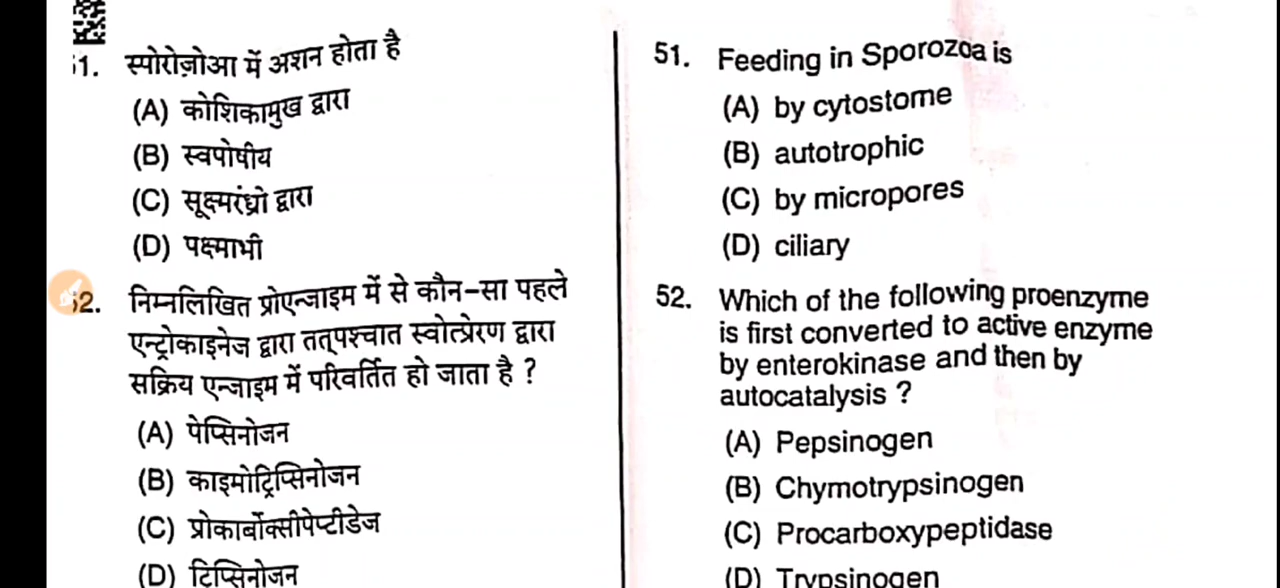 51. स्पोरोज़ोआ में अशन होता है
(A) कोशिकामुख द्वारा
(B) स्वपोषीय
(C) सूक्ष्मरंध्रो द्वारा
(D) पक्ष्माभी
52. निम्नलिखित प्रोएन्जाइम में से कौन-सा पहले
एन्ट्रोकाइनेज द्वारा तत्पश्चात स्वोत्प्रेरण द्वारा
सक्रिय एन्जाइम में परिवर्तित हो जाता है ?
(A) पेप्सिनोजन
(B) काइमोट्रिप्सिनोजन
(C) प्रोकार्बोक्सीपेप्टीडेज
(D) ट्रिप्सिनोजन
51. Feeding in Sporozoa is
(A) by cytostome
(B) autotrophic
(C) by micropores
(D) ciliary
52. Which of the following proenzyme
is first converted to active enzyme
by enterokinase and then by
autocatalysis ?
(A) Pepsinogen
(B) Chymotrypsinogen
(C) Procarboxypeptidase
(D) Trypsinogen